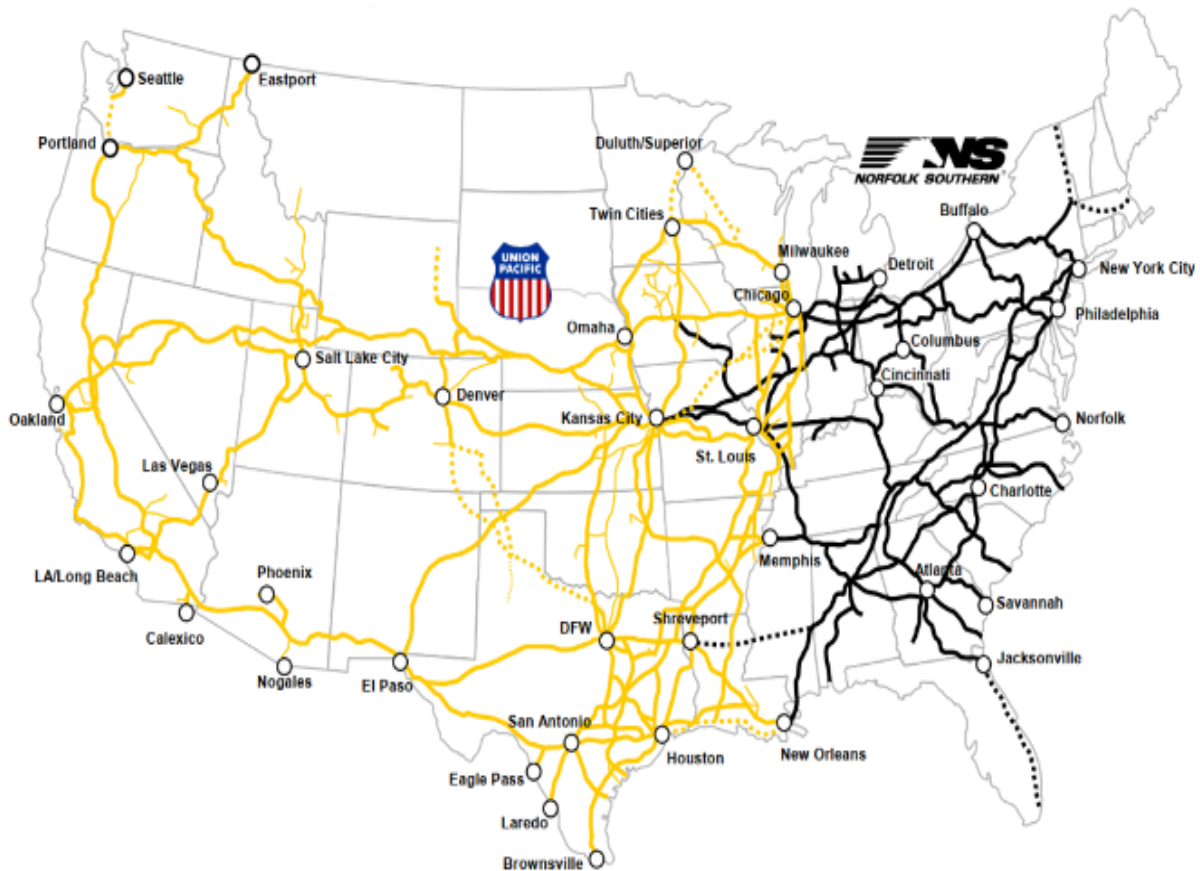 Seattle
Eastport
Portland
Duluth/Superior
NS
NORFOLK SOUTHERN
Twin Cities
Buffalo
UNION
PACIFIC
Milwaukee
Detroit
New York City
Chicago
Philadelphia
Omaha
Columbus
Salt Lake City
Cincinnati
Denver
Oakland
Kansas City
Norfolk
St. Louis
Las Vegas
Charlotte
Memphis
LA/Long Beach
Phoenix
Atlanta
Savannah
Calexico
DFW
Shreveport
Jacksonville
Nogales
El Paso
San Antonio
Houston
New Orleans
Eagle Pass
Laredo
Brownsville